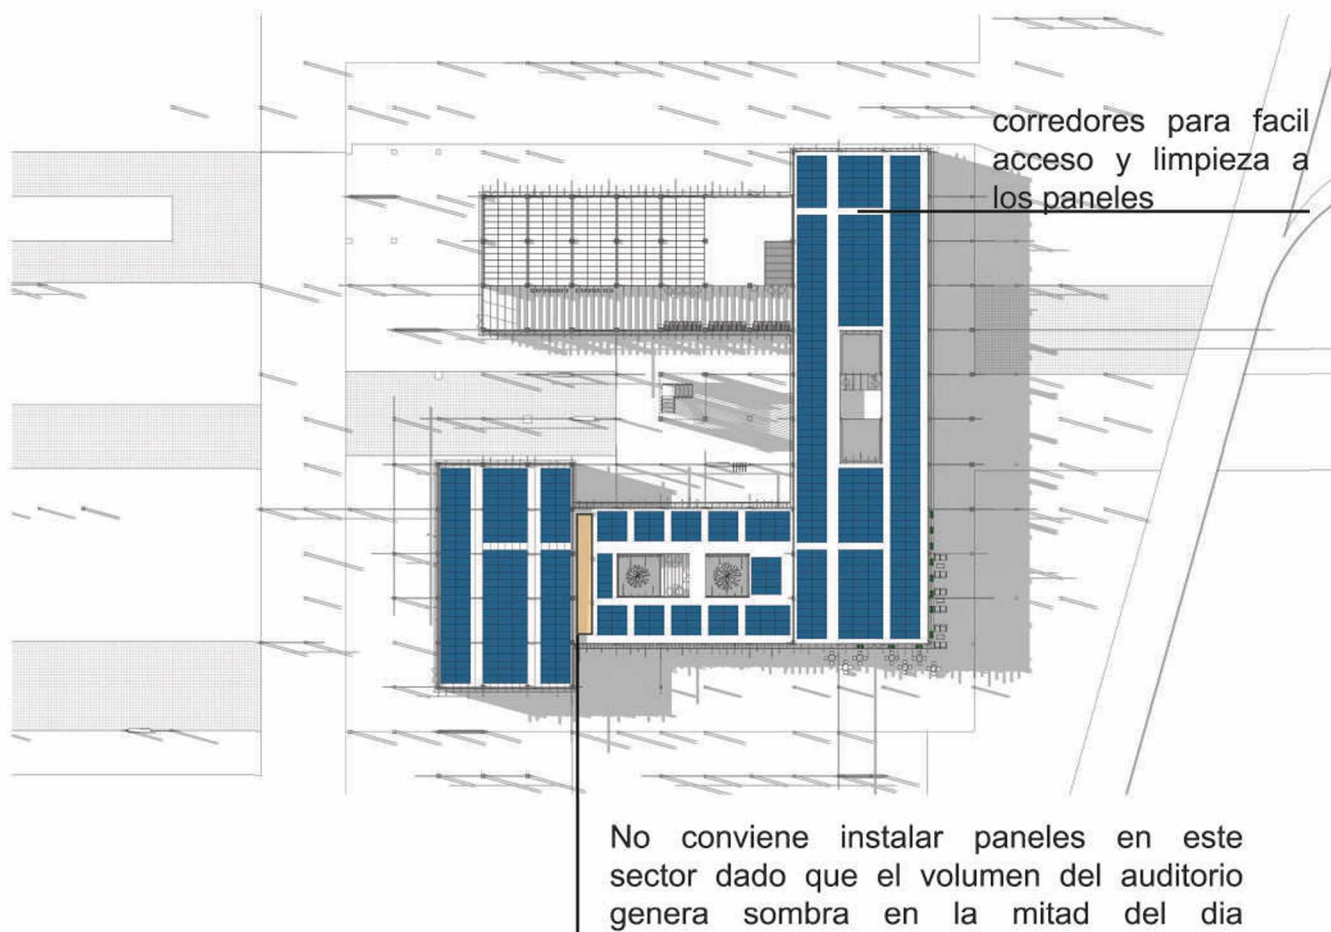 corredores para facil
acceso y limpieza a
los paneles
No conviene instalar paneles en este
sector dado que el volumen del auditorio
genera sombra en la mitad del dia